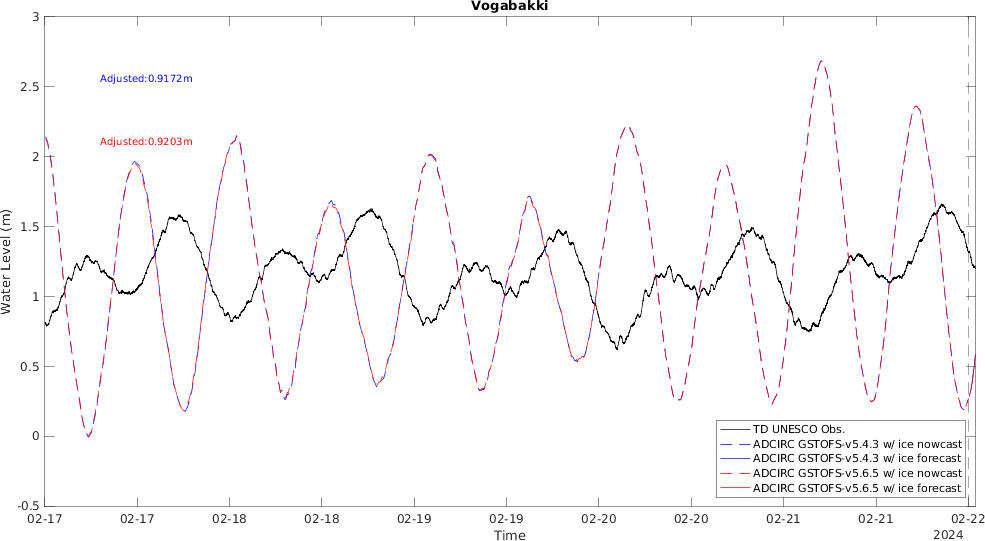 Vogabakki
3
2.5
2
1.5
1
0.5
0
-0.5
Water Level (m)
Adjusted:0.9172m
Adjusted:0.9203m
TD UNESCO Obs.
ADCIRC GSTOFS-v5.4.3 w/ ice nowcast
ADCIRC GSTOFS-v5.4.3 w/ ice forecast
ADCIRC GSTOFS-v5.6.5 w/ ice nowcast
ADCIRC GSTOFS-v5.6.5 w/ ice forecast
02-17 02-17 02-18 02-18 02-19 02-19 02-20 02-20 02-21 02-21 02-22
Time
2024